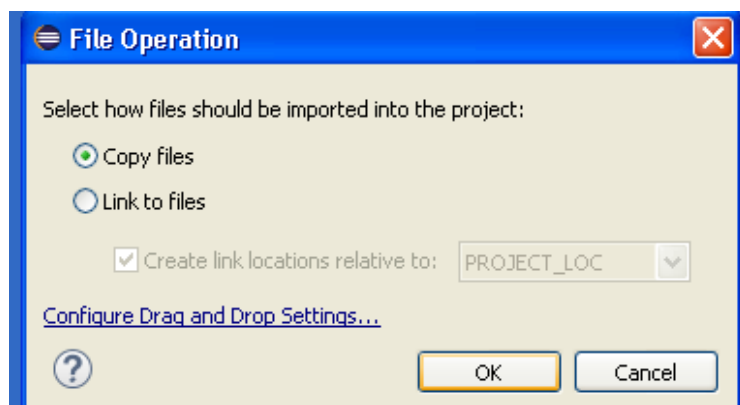 File Operation
Select how files should be imported into the project:
Copy files
Link to files
Create link locations relative to: PROJECT_LOC
Configure Drag and Drop Settings...
? OK Cancel